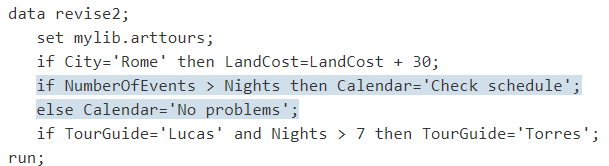 data revise2;
set mylib.arttours;
if City='Rome' then LandCost=LandCost + 30;
if NumberOfEvents > Nights then Calendar='Check schedule';
else Calendar='No problems';
if TourGuide='Lucas' and Nights > 7 then TourGuide='Torres';
run;